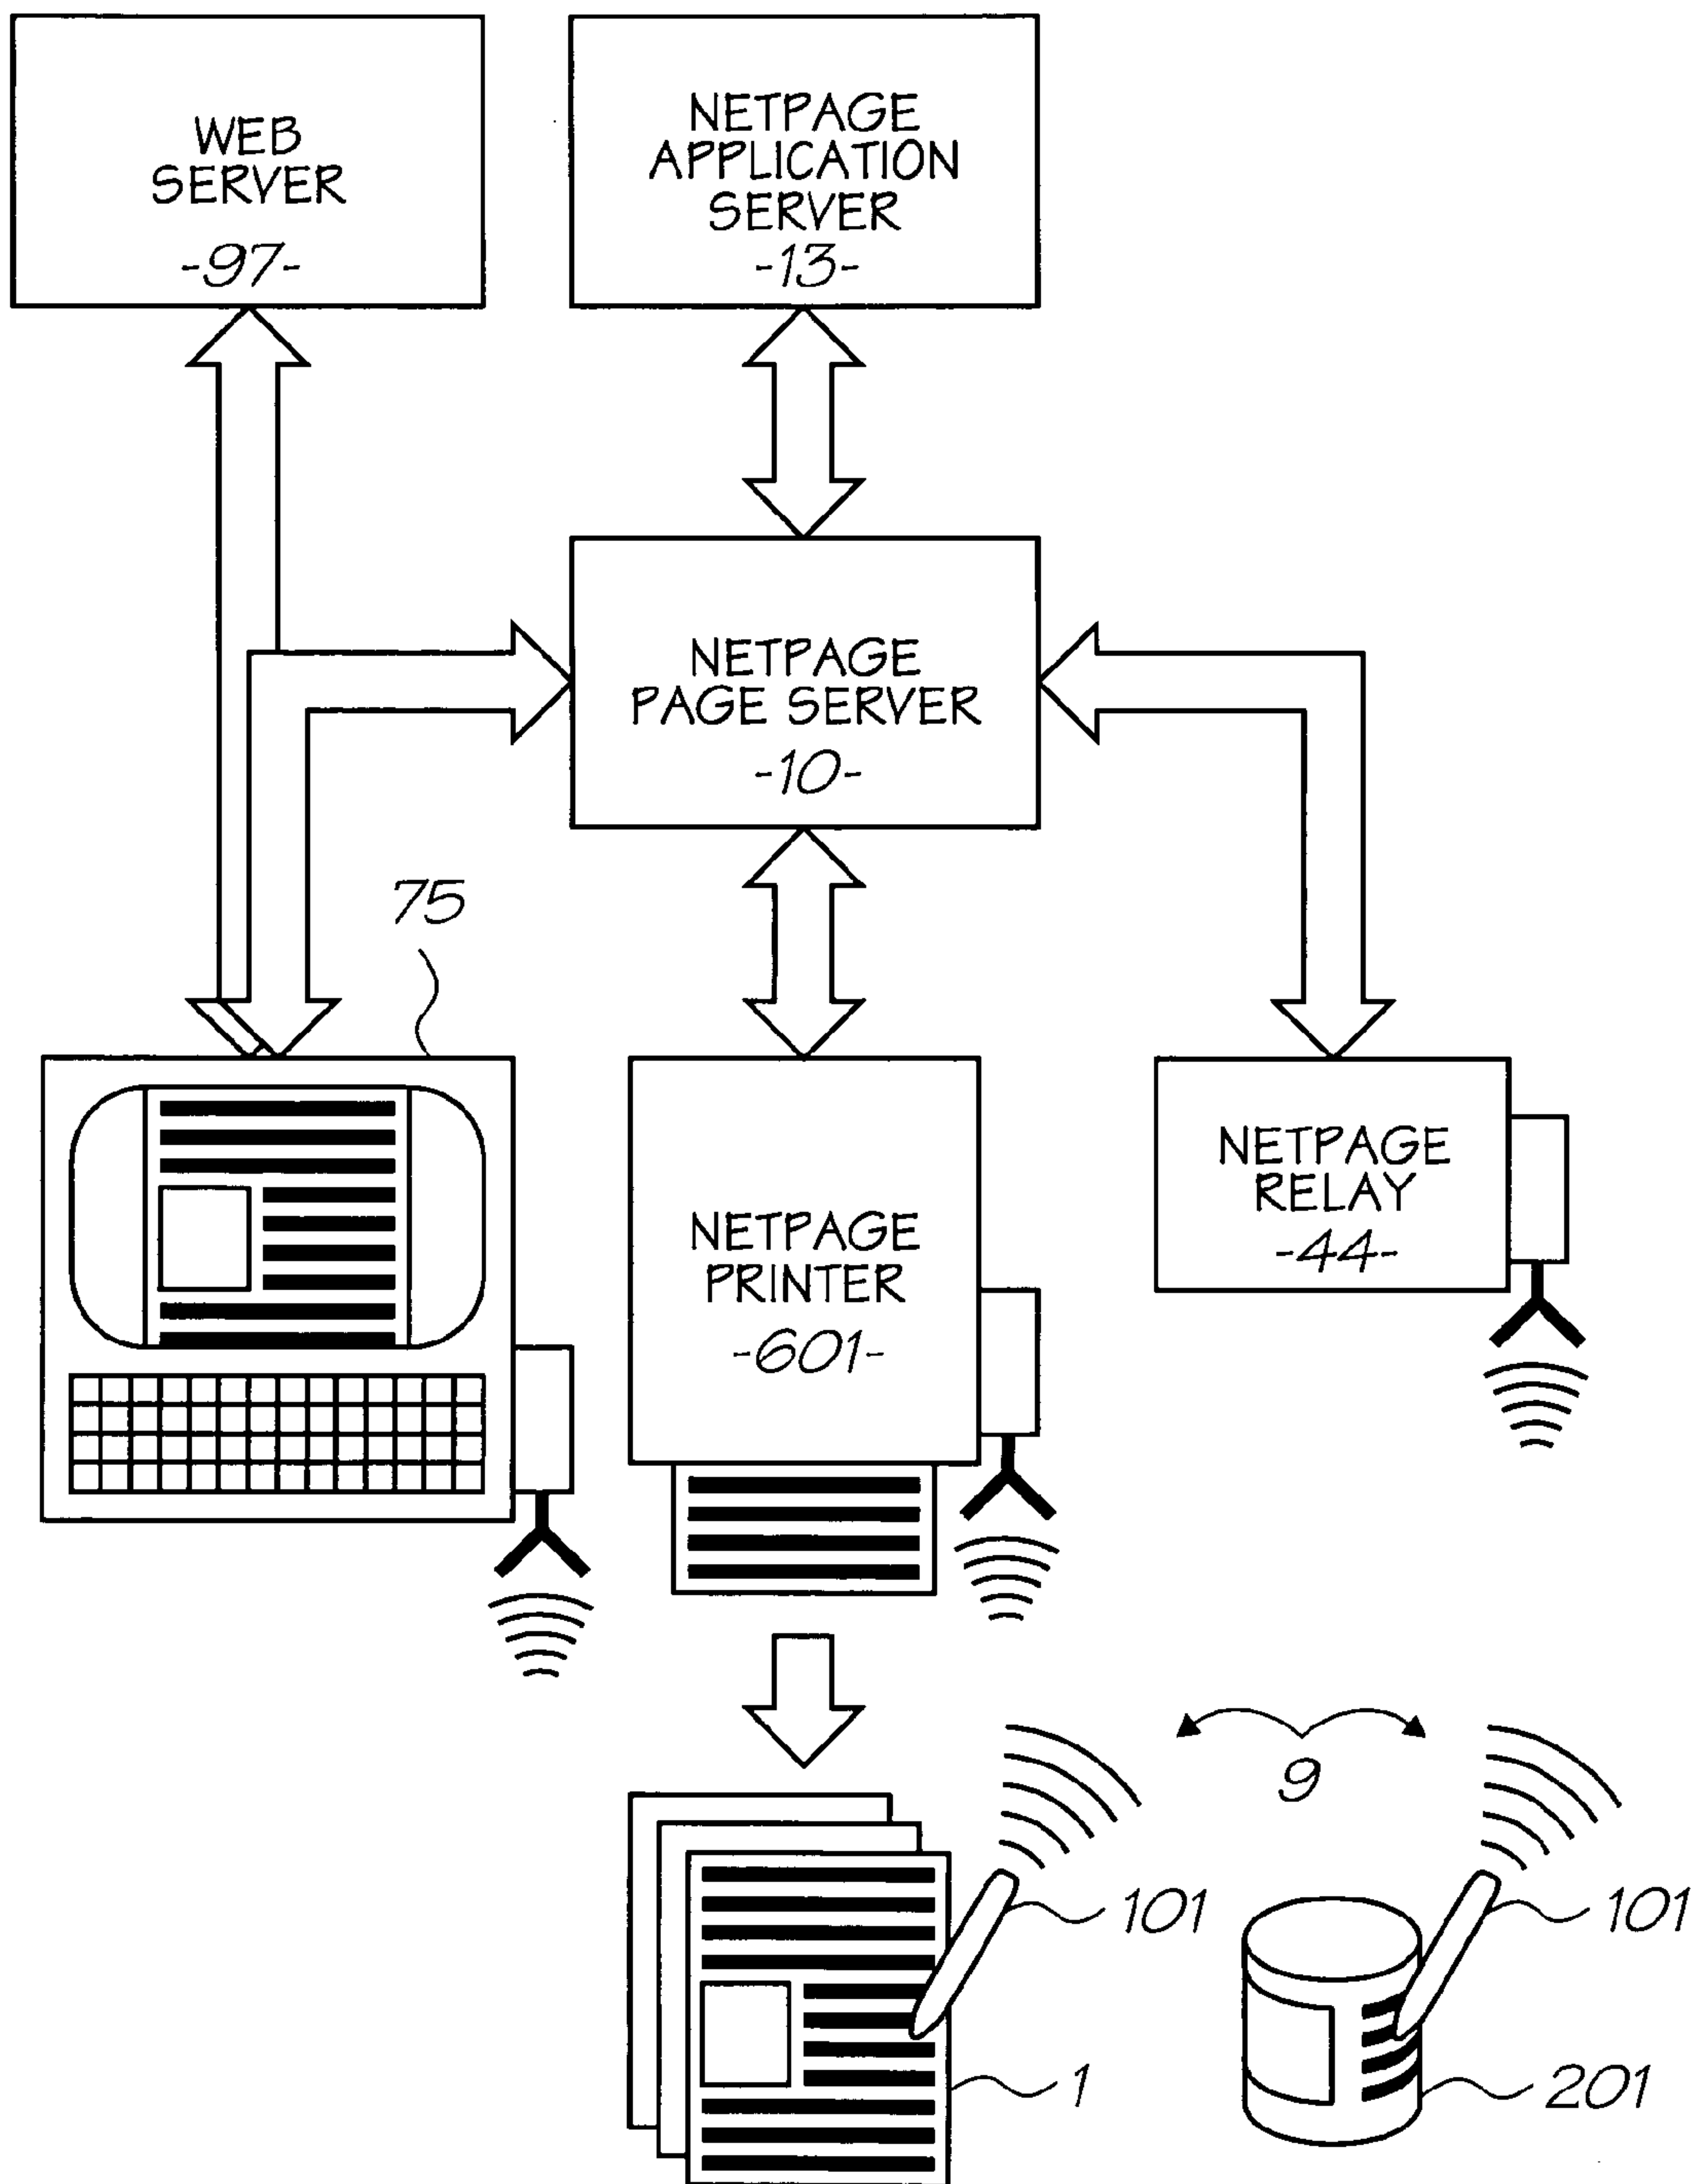 WEB
SERVER
-97-
NETPAGE
APPLICATION
SERVER
-13-
NETPAGE
PAGE SERVER
-10-
75
NETPAGE
PRINTER
-601-
NETPAGE
RELAY
-44-
9
101
101
1
201